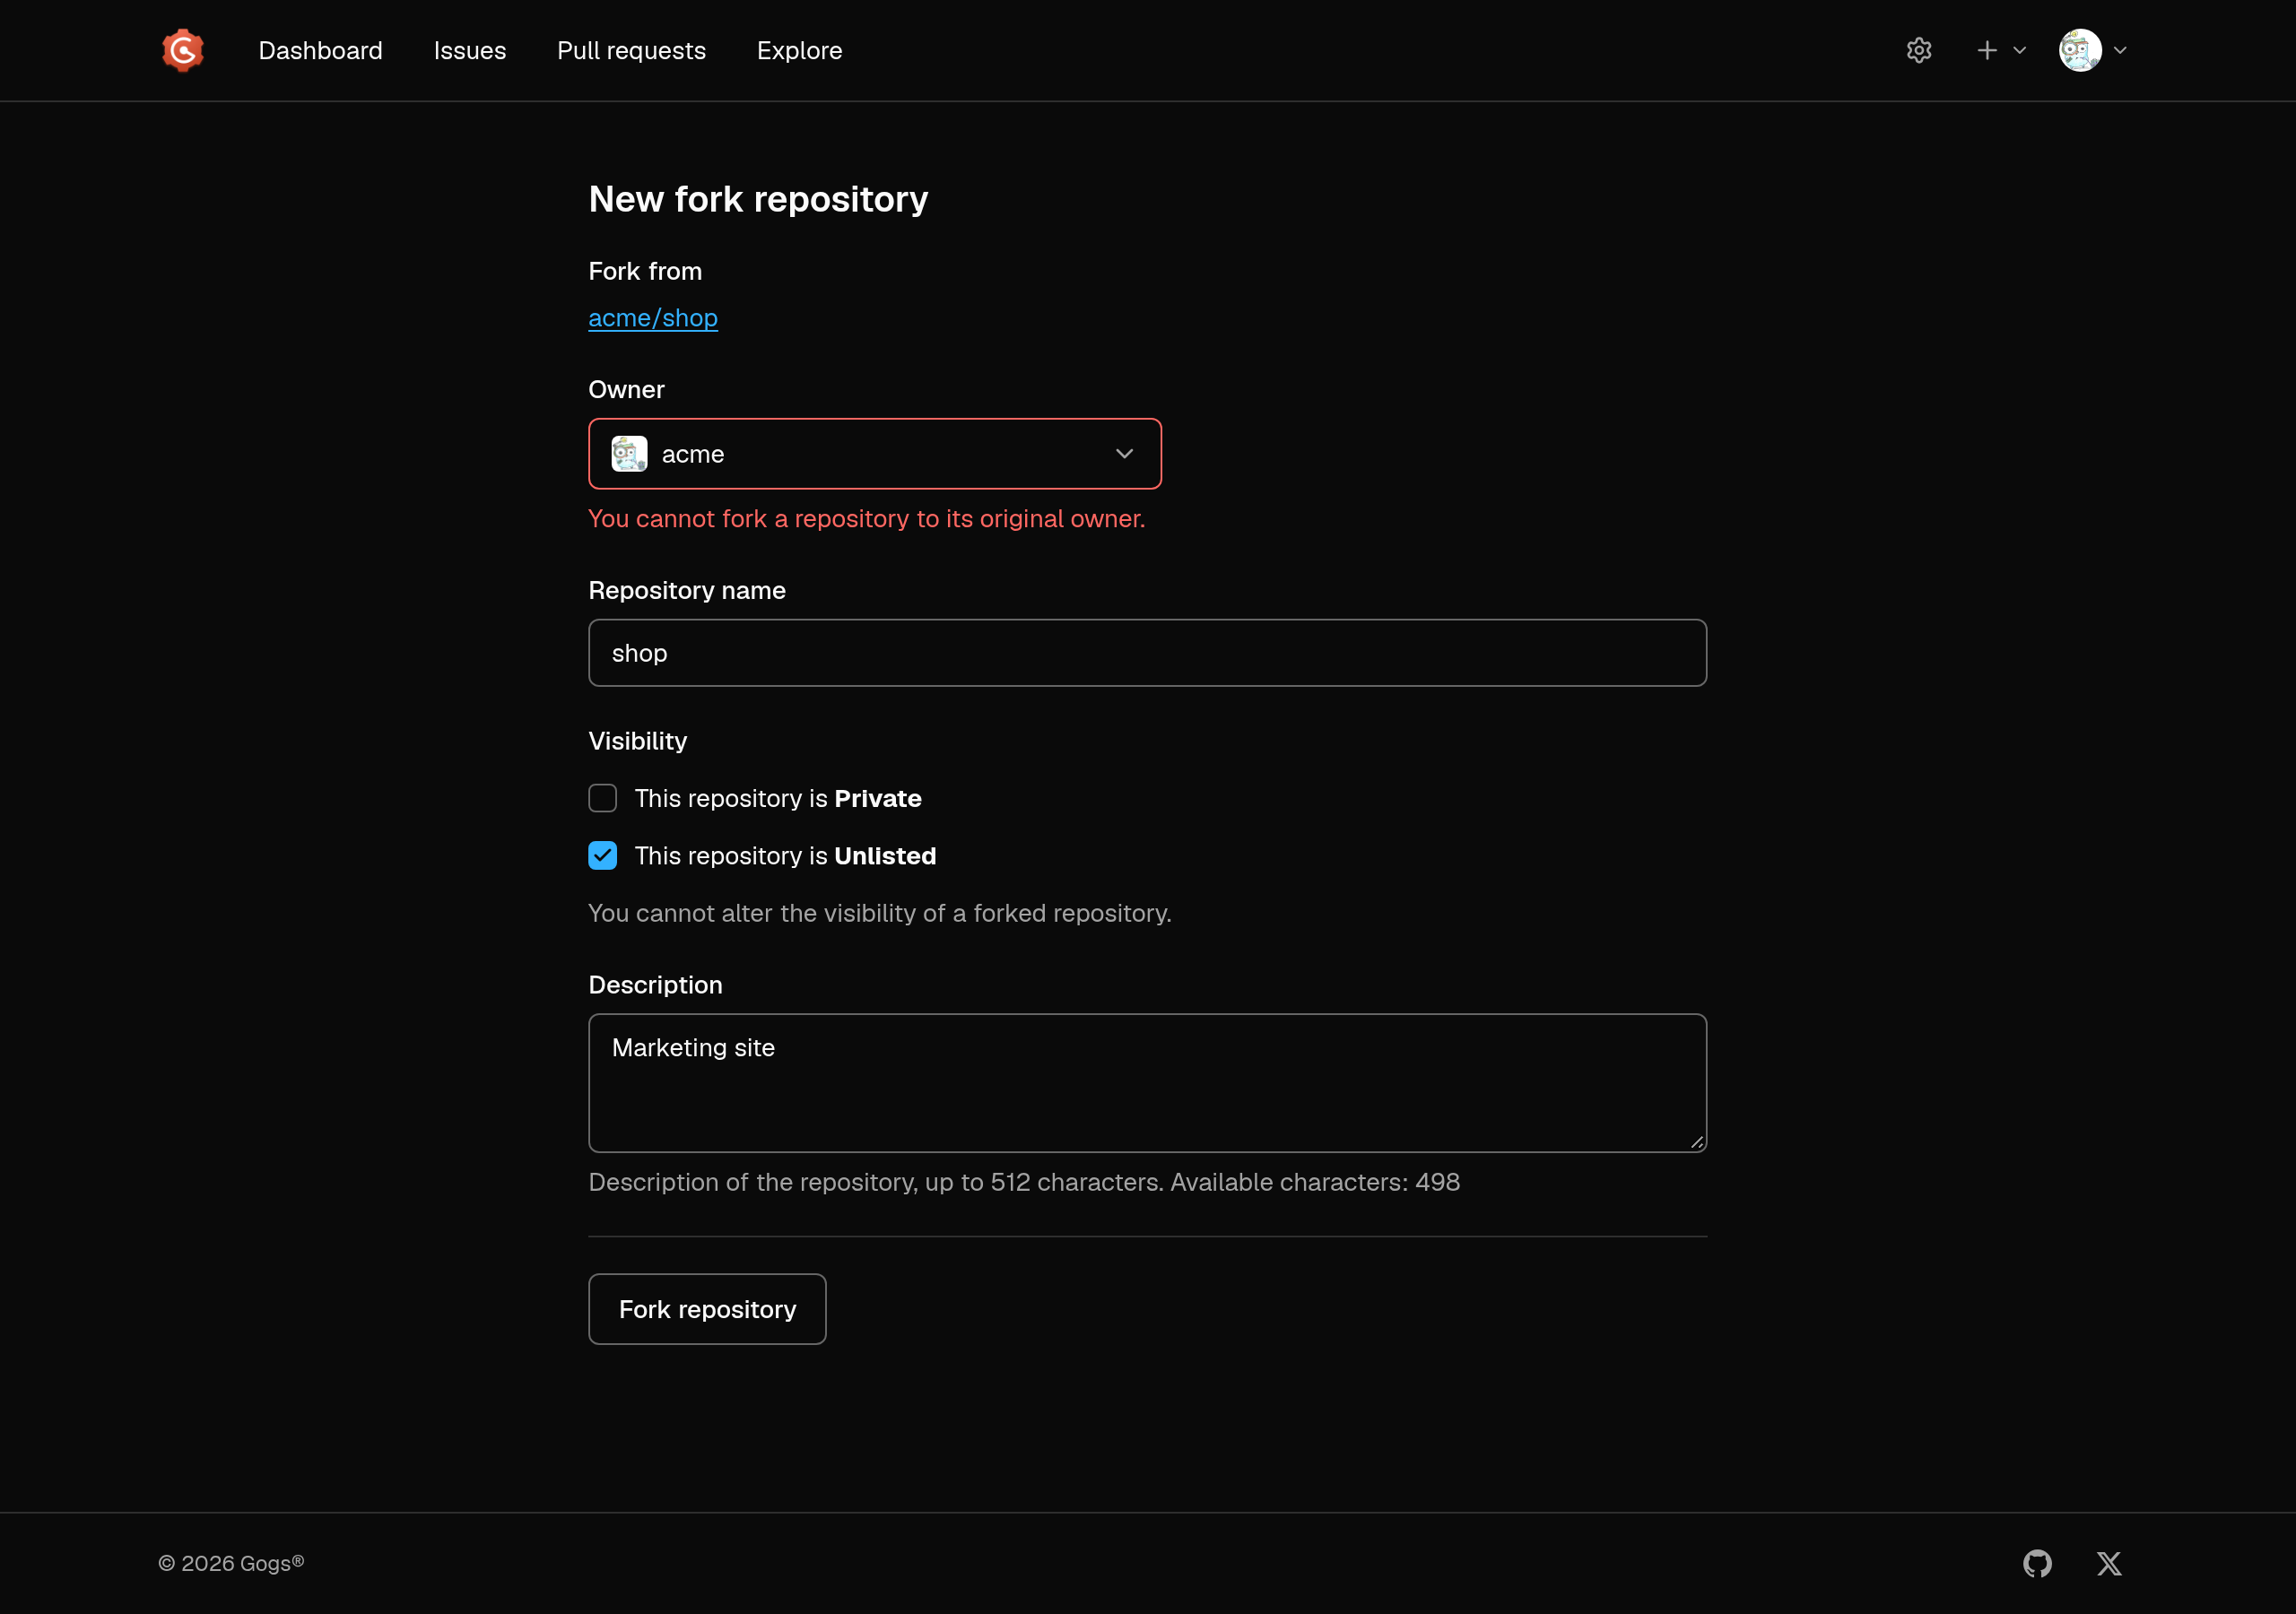 Dashboard Issues Pull requests Explore
New fork repository
Fork from
acme/shop
Owner
acme
You cannot fork a repository to its original owner.
Repository name
shop
Visibility
This repository is Private
This repository is Unlisted
You cannot alter the visibility of a forked repository.
Description
Marketing site
Description of the repository, up to 512 characters. Available characters: 498
Fork repository
© 2026 Gogs®